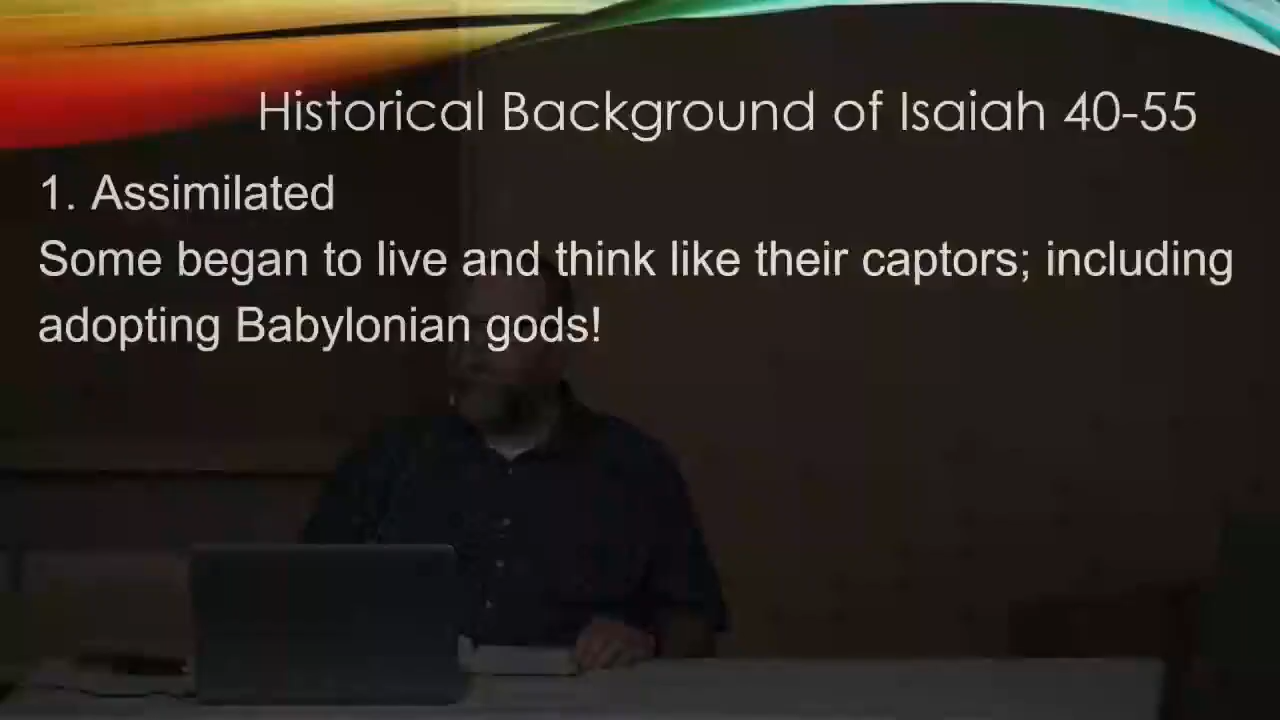 Historical Background of Isaiah 40-55
1. Assimilated
Some began to live and think like their captors; including
adopting Babylonian gods!